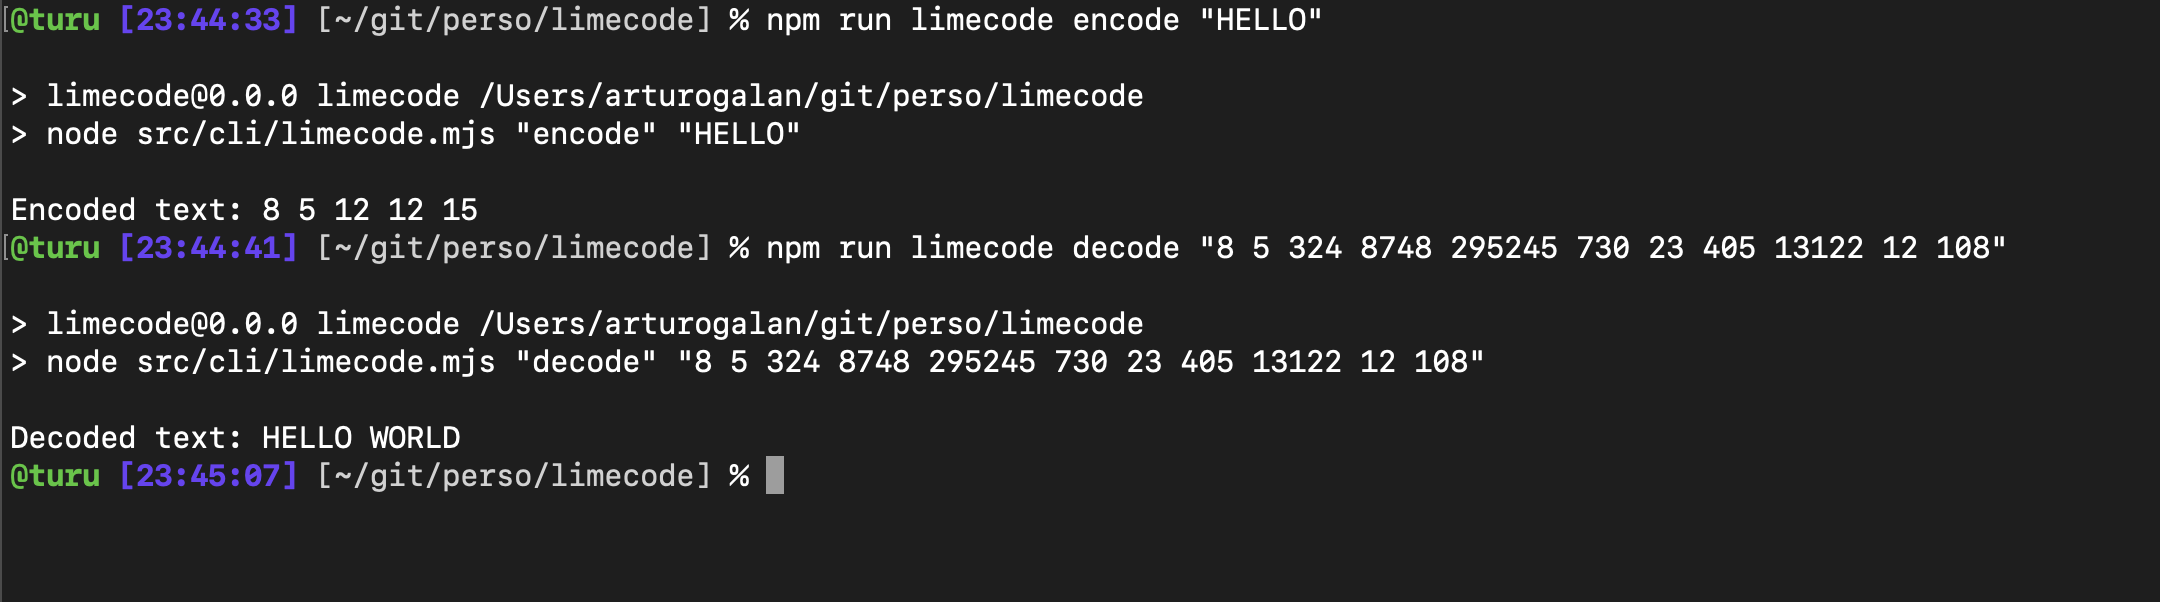 [@turu [23:44:33] [~/git/perso/limecode] % npm run limecode encode "HELLO"
> limecode@0.0.0 limecode /Users/arturogalan/git/perso/limecode
> node src/cli/limecode.mjs "encode" "HELLO"
Encoded text: 8 5 12 12 15
[@turu [23:44:41] [~/git/perso/limecode] % npm run limecode decode "8 5 324 8748 295245 730 23 405 13122 12 108"
> limecode@0.0.0 limecode /Users/arturogalan/git/perso/limecode
> node src/cli/limecode.mjs "decode" "8 5 324 8748 295245 730 23 405 13122 12 108"
Decoded text: HELLO WORLD
@turu [23:45:07] [~/git/perso/limecode] %